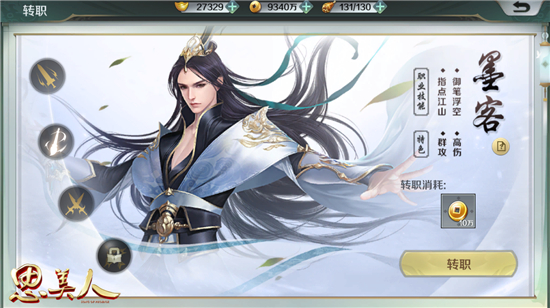 转职
27329
9340万
131/130
墨客
职业技能
御笔浮空
指点江山
特色
高伤
群攻
转职消耗:
10万
转职
思美人